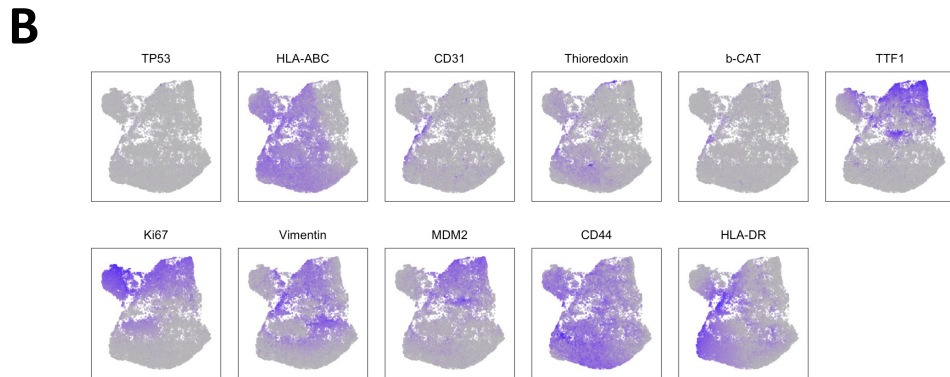 B
TP53 HLA-ABC CD31 Thioredoxin b-CAT TTF1
Ki67 Vimentin MDM2 CD44 HLA-DR